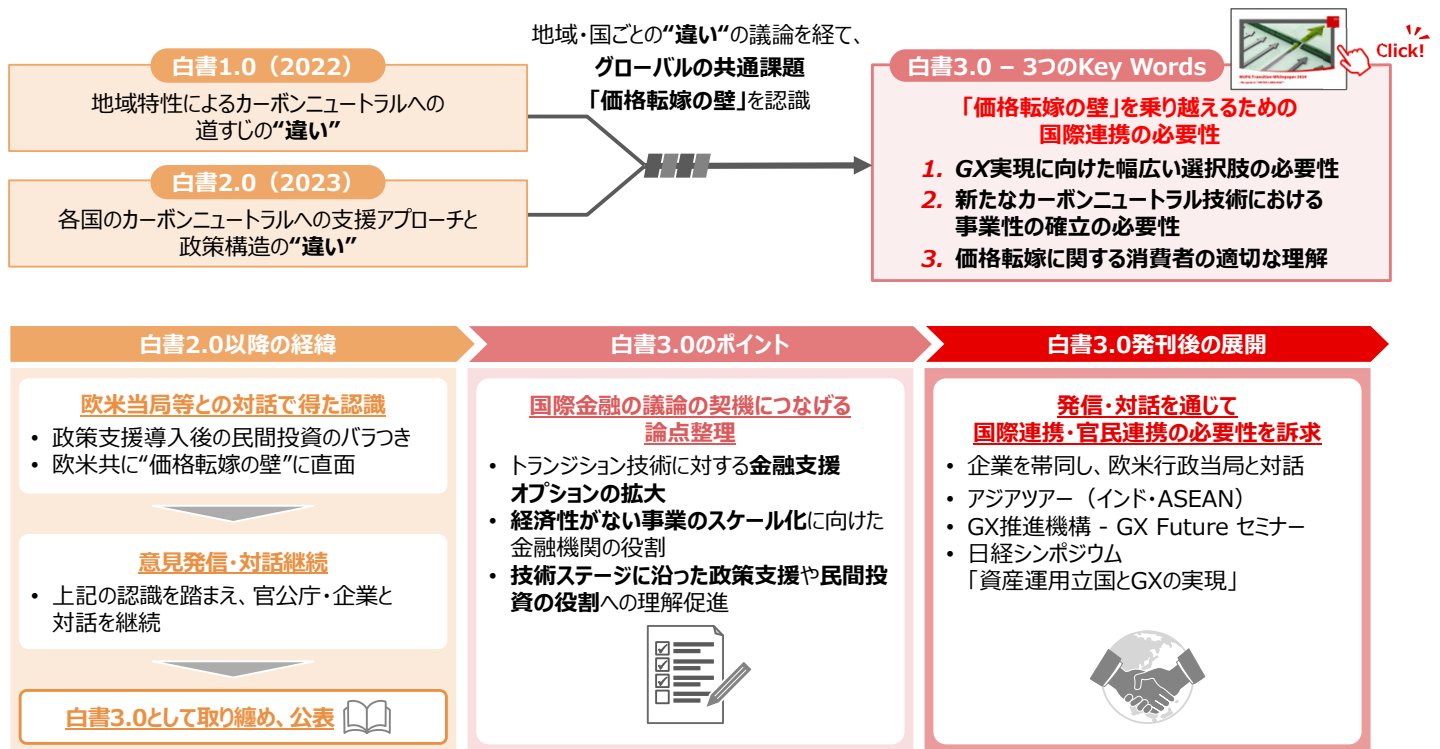 白書1.0（2022）
地域特性によるカーボンニュートラルへの
道すじの“違い”
白書2.0（2023）
各国のカーボンニュートラルへの支援アプローチと
政策構造の“違い”
地域・国ごとの“違い“の議論を経て、
グローバルの共通課題
「価格転嫁の壁」を認識
白書3.0 – 3つのKey Words
Click!
「価格転嫁の壁」を乗り越えるための
国際連携の必要性
1. GX実現に向けた幅広い選択肢の必要性
2. 新たなカーボンニュートラル技術における
事業性の確立の必要性
3. 価格転嫁に関する消費者の適切な理解
白書2.0以降の経緯
欧米当局等との対話で得た認識
• 政策支援導入後の民間投資のバラつき
• 欧米共に“価格転嫁の壁”に直面
意見発信・対話継続
• 上記の認識を踏まえ、官公庁・企業と
対話を継続
白書3.0として取り纏め、公表
白書3.0のポイント
国際金融の議論の契機につなげる
論点整理
• トランジション技術に対する金融支援
オプションの拡大
• 経済性がない事業のスケール化に向けた
金融機関の役割
• 技術ステージに沿った政策支援や民間投
資の役割への理解促進
白書3.0発刊後の展開
発信・対話を通じて
国際連携・官民連携の必要性を訴求
• 企業を帯同し、欧米行政当局と対話
• アジアツアー（インド・ASEAN）
• GX推進機構 - GX Future セミナー
• 日経シンポジウム
「資産運用立国とGXの実現」